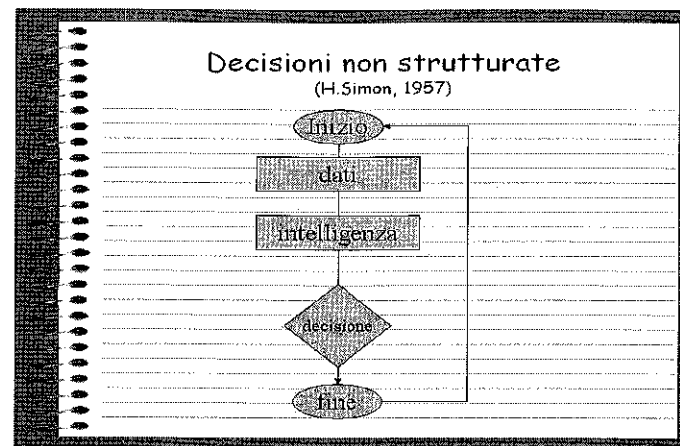 Decisioni non strutturate
(H.Simon, 1957)
Inizio
dati
intelligenza
decisione
fine